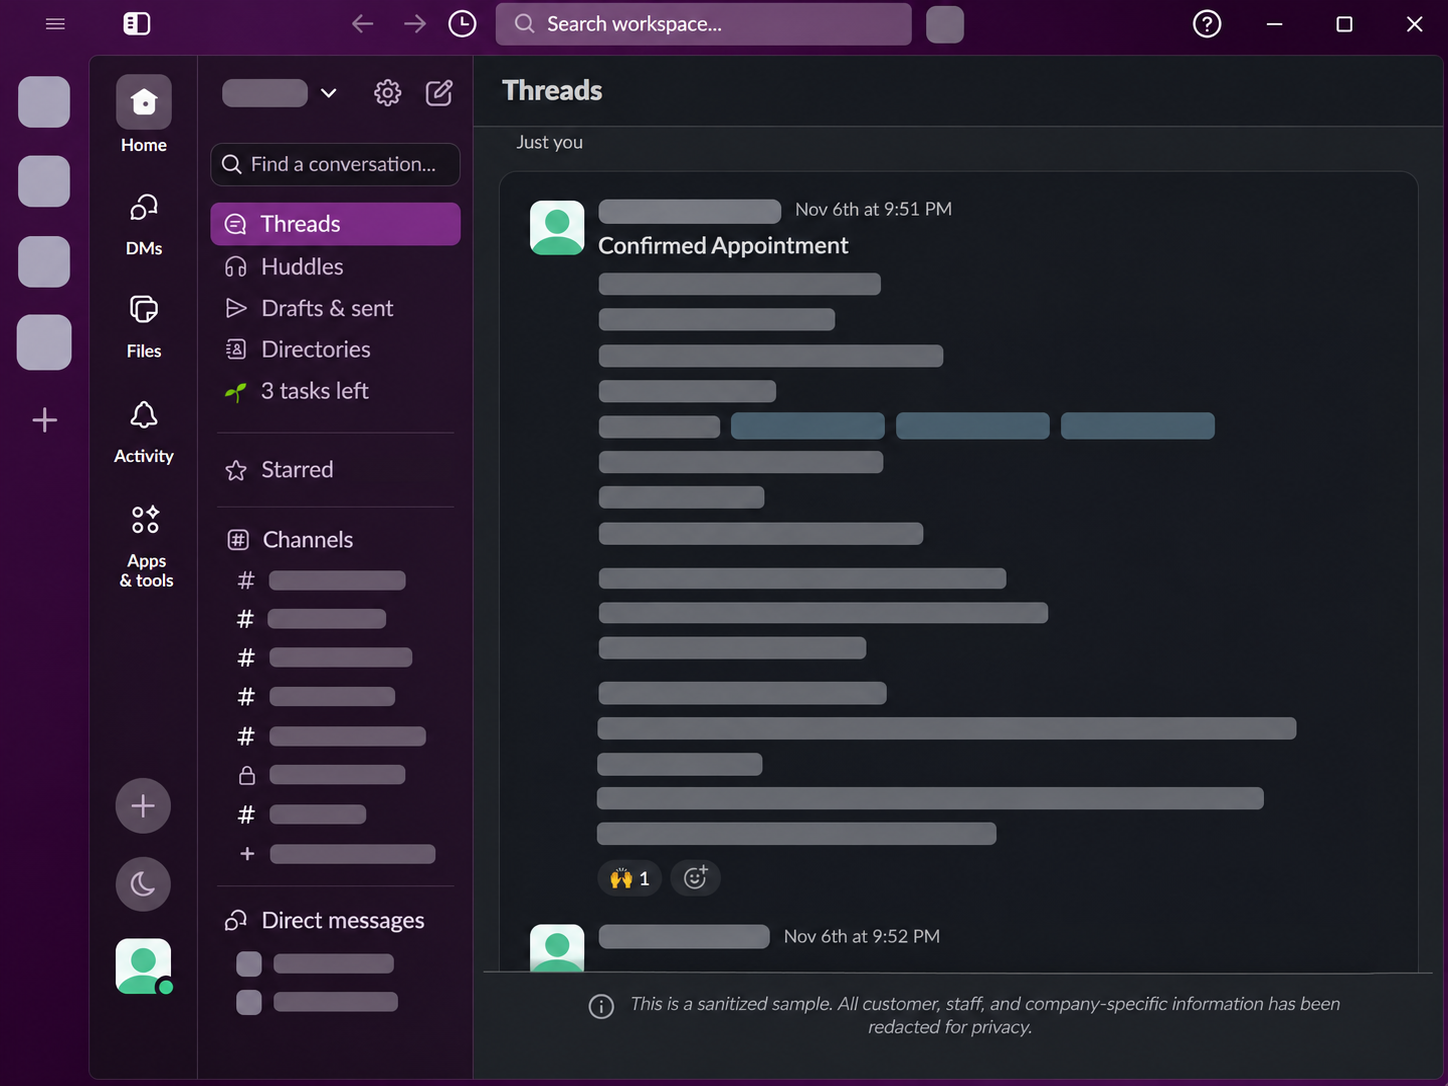 Search workspace...
Home
DMs
Files
Activity
Apps
& tools
Find a conversation...
Threads
Huddles
Drafts & sent
Directories
3 tasks left
Starred
Channels
Direct messages
Threads
Just you
Nov 6th at 9:51 PM
Confirmed Appointment
1
Nov 6th at 9:52 PM
This is a sanitized sample. All customer, staff, and company-specific information has been
redacted for privacy.